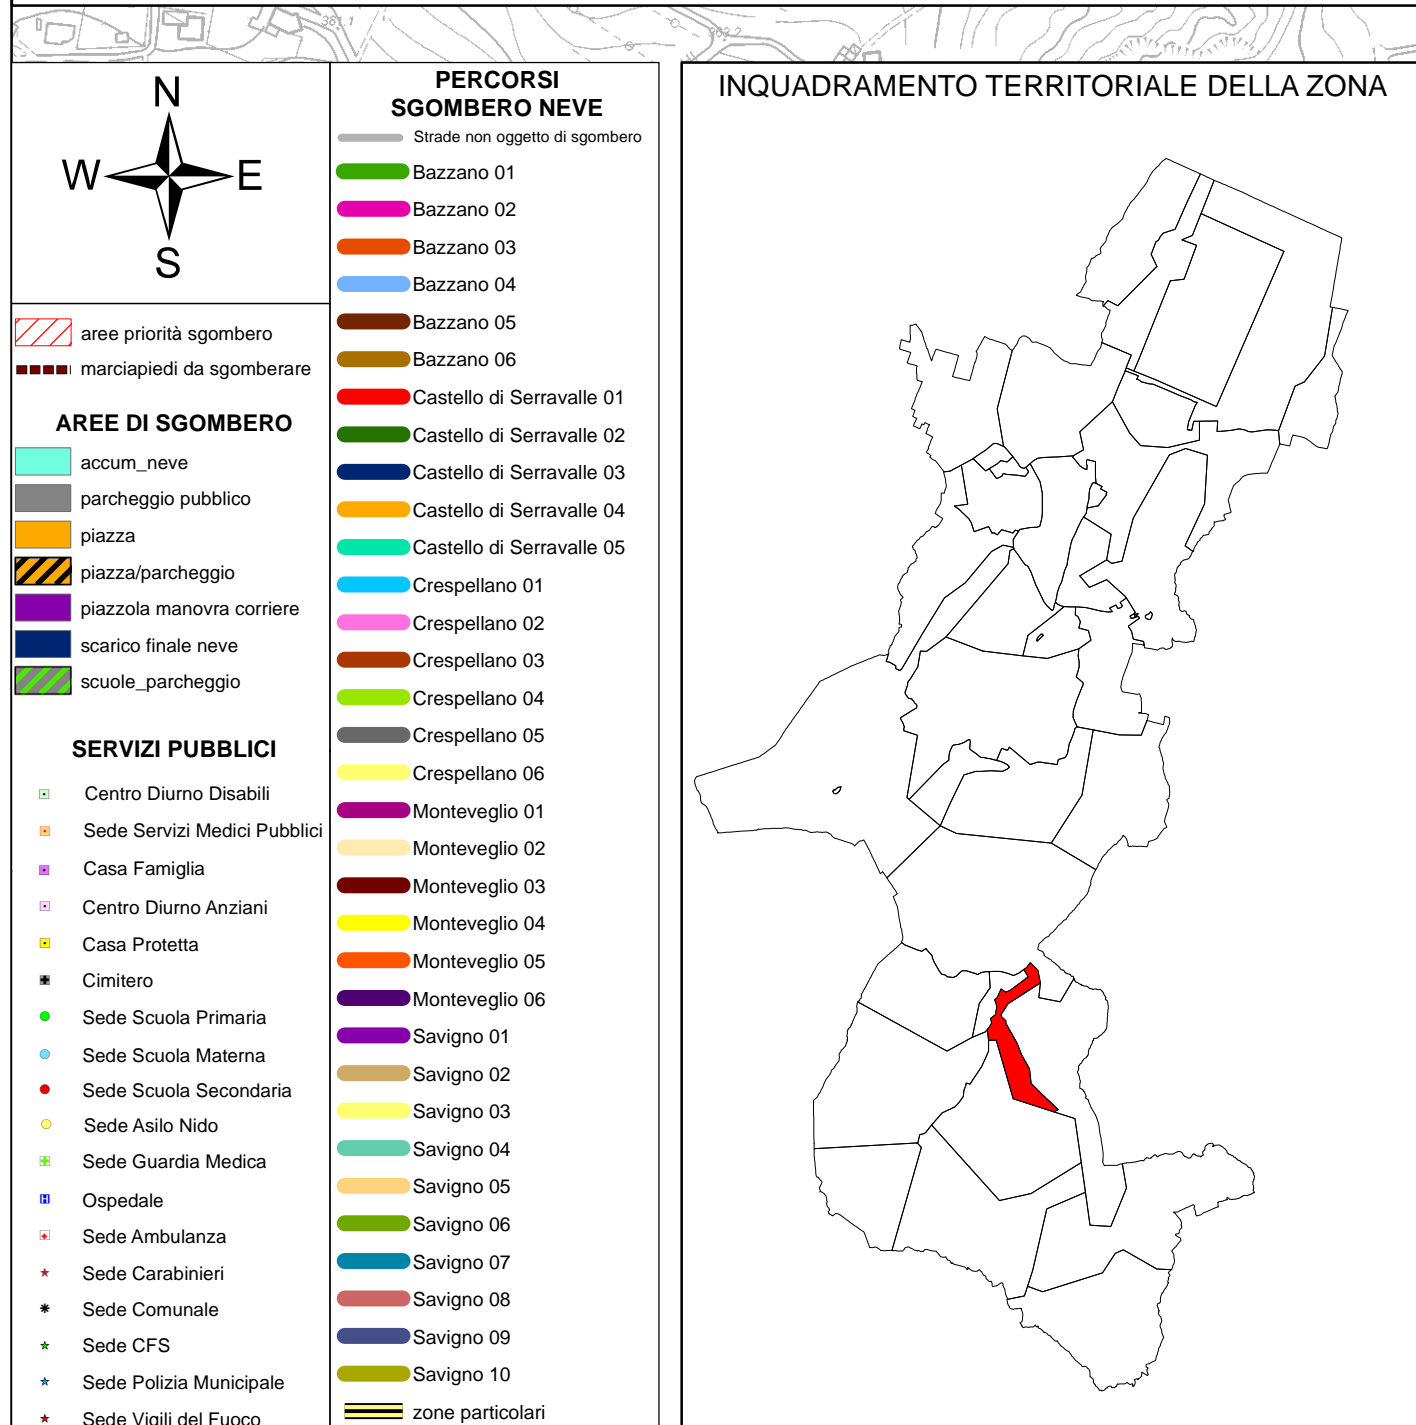 361.1
363.2
N
W
E
S
aree priorità sgombero
marciapiedi da sgomberare
AREE DI SGOMBERO
accum_neve
parcheggio pubblico
piazza
piazza/parcheggio
piazzola manovra corriere
scarico finale neve
scuole_parcheggio
SERVIZI PUBBLICI
Centro Diurno Disabili
Sede Servizi Medici Pubblici
Casa Famiglia
Centro Diurno Anziani
Casa Protetta
Cimitero
Sede Scuola Primaria
Sede Scuola Materna
Sede Scuola Secondaria
Sede Asilo Nido
Sede Guardia Medica
H Ospedale
Sede Ambulanza
Sede Carabinieri
Sede Comunale
Sede CFS
Sede Polizia Municipale
Sede Vigili del Fuoco
PERCORSI
SGOMBERO NEVE
Strade non oggetto di sgombero
Bazzano 01
Bazzano 02
Bazzano 03
Bazzano 04
Bazzano 05
Bazzano 06
Castello di Serravalle 01
Castello di Serravalle 02
Castello di Serravalle 03
Castello di Serravalle 04
Castello di Serravalle 05
Crespellano 01
Crespellano 02
Crespellano 03
Crespellano 04
Crespellano 05
Crespellano 06
Monteveglio 01
Monteveglio 02
Monteveglio 03
Monteveglio 04
Monteveglio 05
Monteveglio 06
Savigno 01
Savigno 02
Savigno 03
Savigno 04
Savigno 05
Savigno 06
Savigno 07
Savigno 08
Savigno 09
Savigno 10
zone particolari
INQUADRAMENTO TERRITORIALE DELLA ZONA